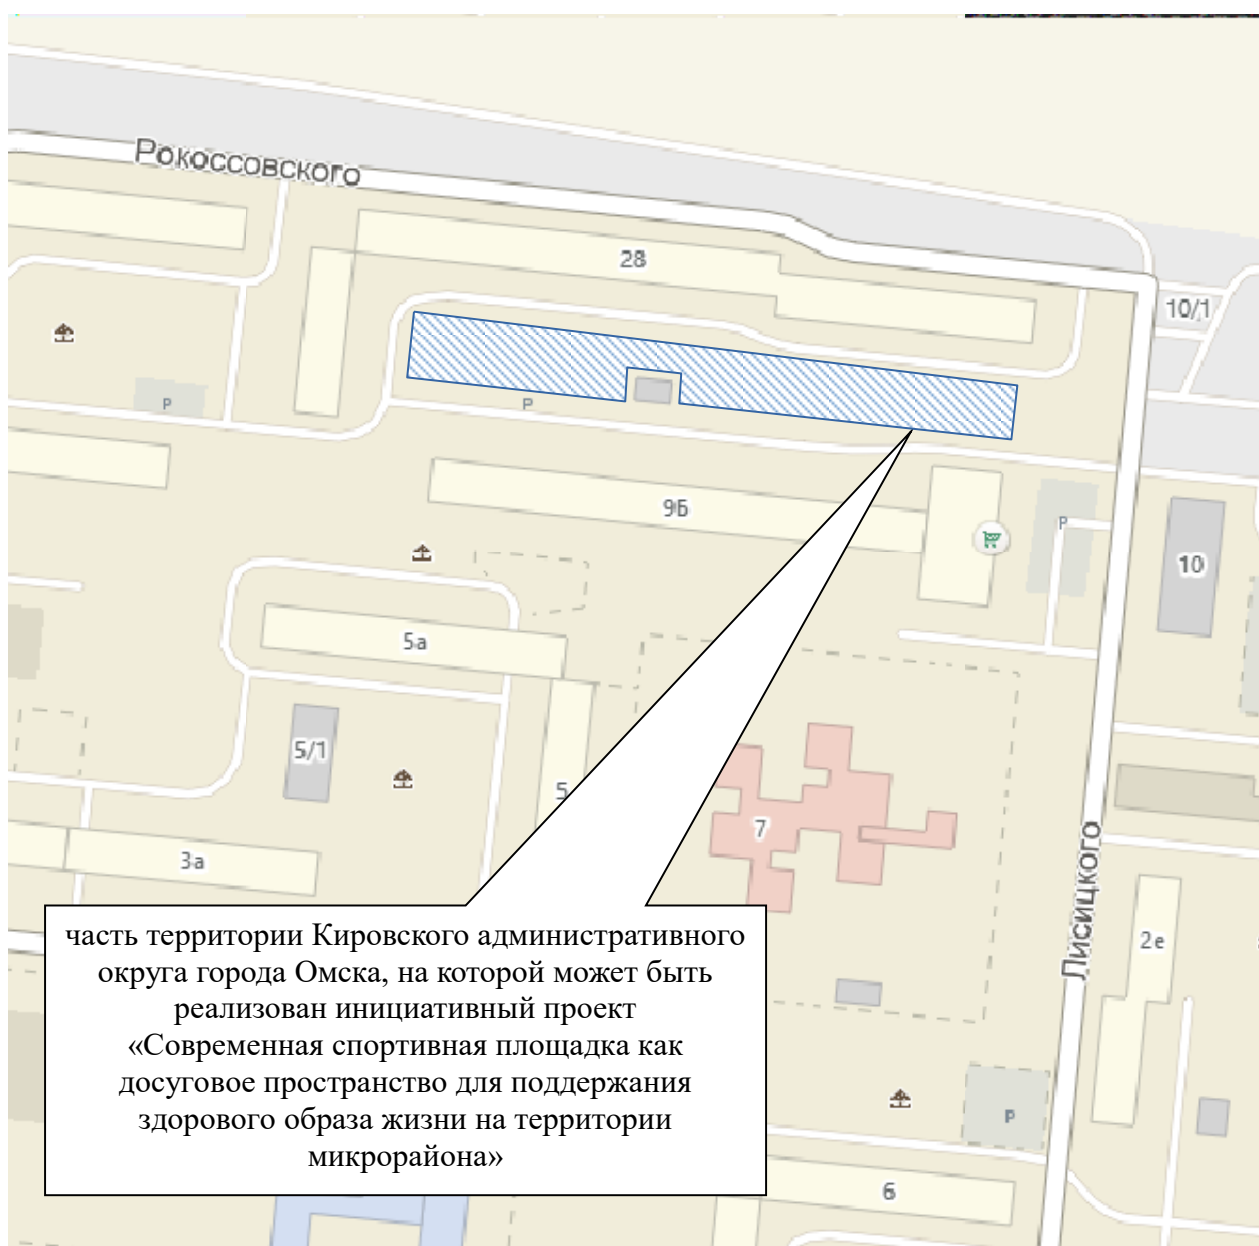 Рокоссовского
28
10/1
Р
Р
9Б
Р
10
5а
5/1
5
7
3а
Лисицкого
2е
часть территории Кировского административного
округа города Омска, на которой может быть
реализован инициативный проект
«Современная спортивная площадка как
досуговое пространство для поддержания
здорового образа жизни на территории
микрорайона»
Р
6